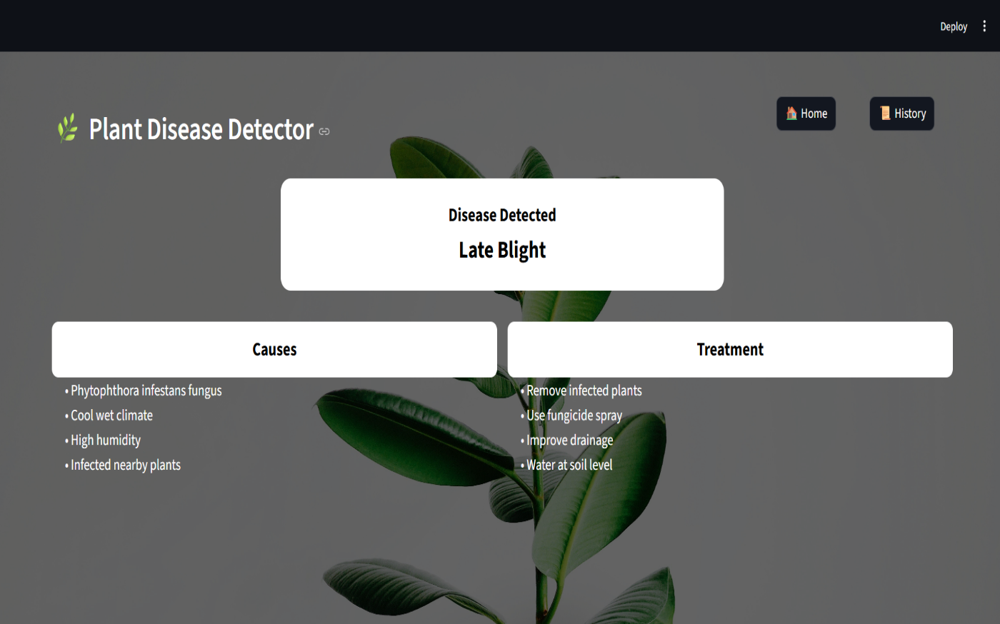 Deploy
Home
History
Plant Disease Detector
Disease Detected
Late Blight
Causes
• Phytophthora infestans fungus
• Cool wet climate
• High humidity
• Infected nearby plants
Treatment
• Remove infected plants
• Use fungicide spray
• Improve drainage
• Water at soil level